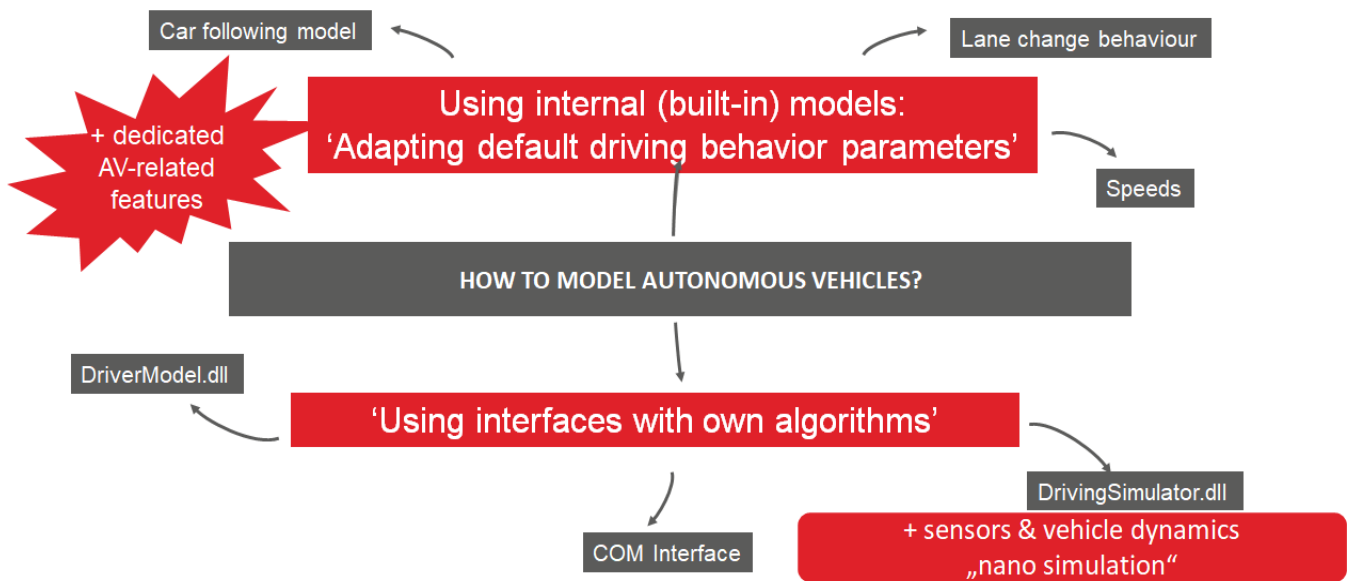 Car following model
Lane change behaviour
Using internal (built-in) models:
‘Adapting default driving behavior parameters’
+ dedicated
AV-related
features
Speeds
HOW TO MODEL AUTONOMOUS VEHICLES?
DriverModel.dll
‘Using interfaces with own algorithms’
DrivingSimulator.dll
+ sensors & vehicle dynamics
„nano simulation“
COM Interface